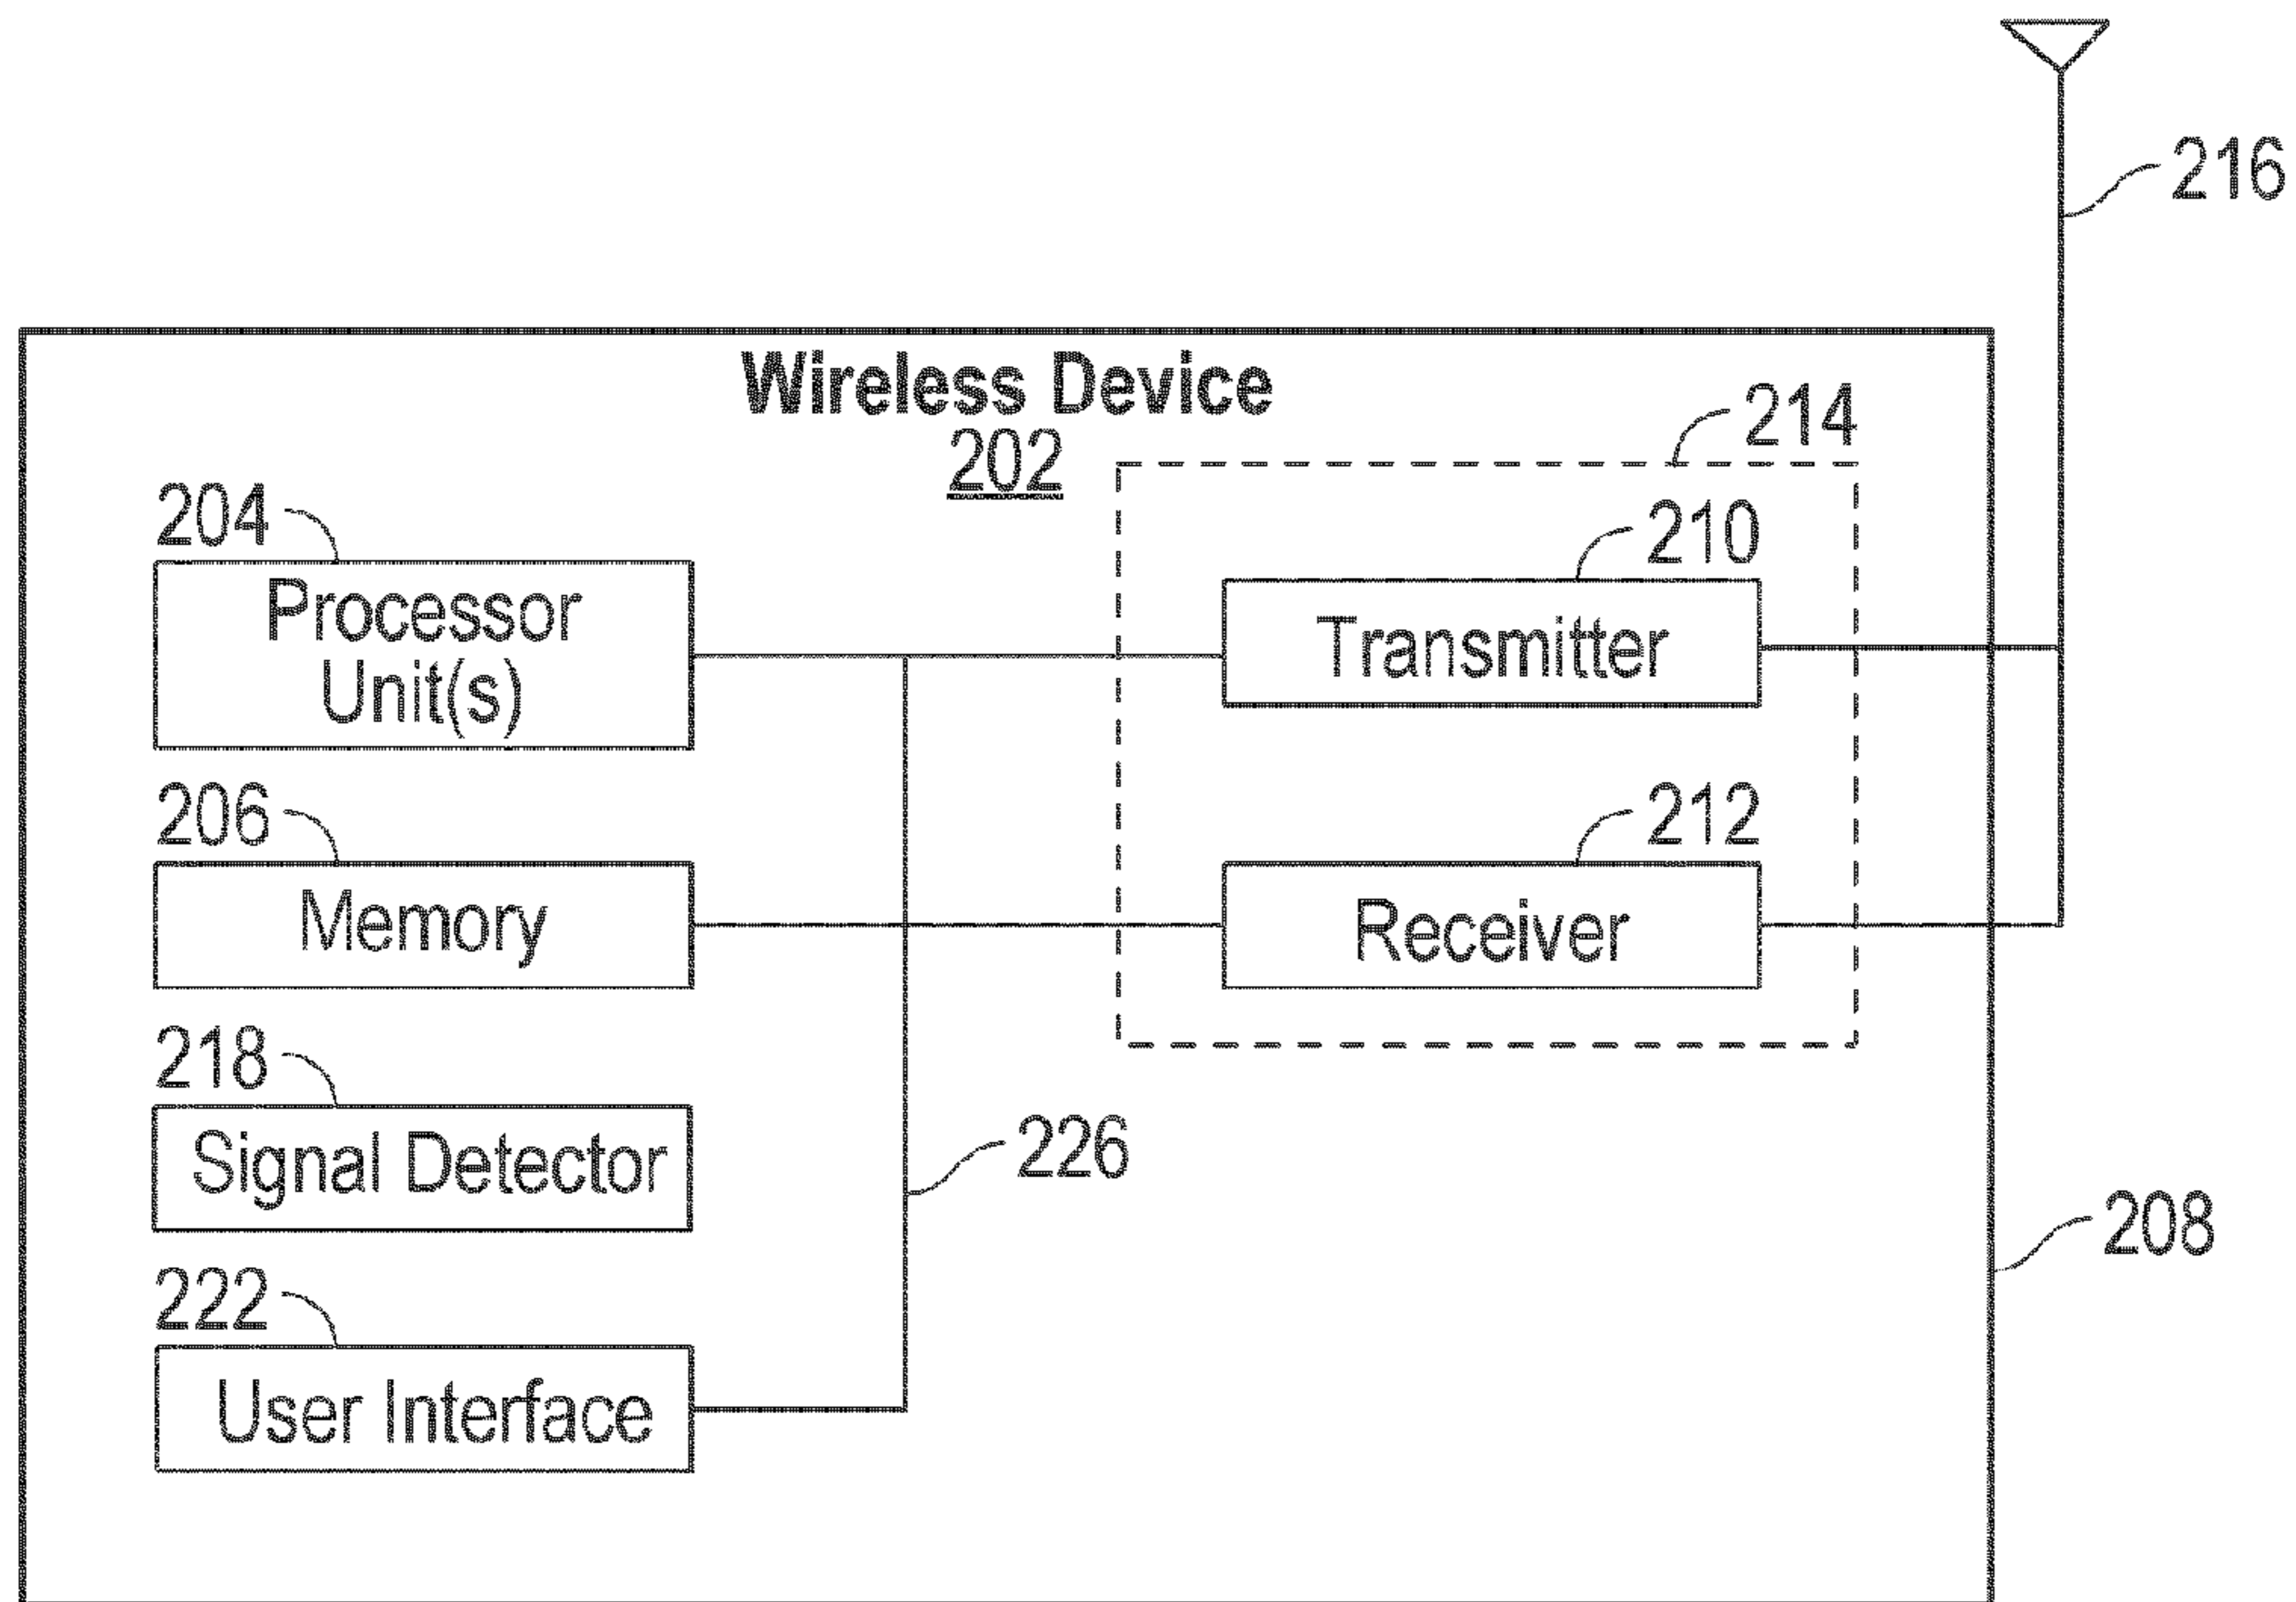 216
Wireless Device
202
214
204
210
Processor
Unit(s)
Transmitter
206
212
Memory
Receiver
218
Signal Detector
226
208
222
User Interface